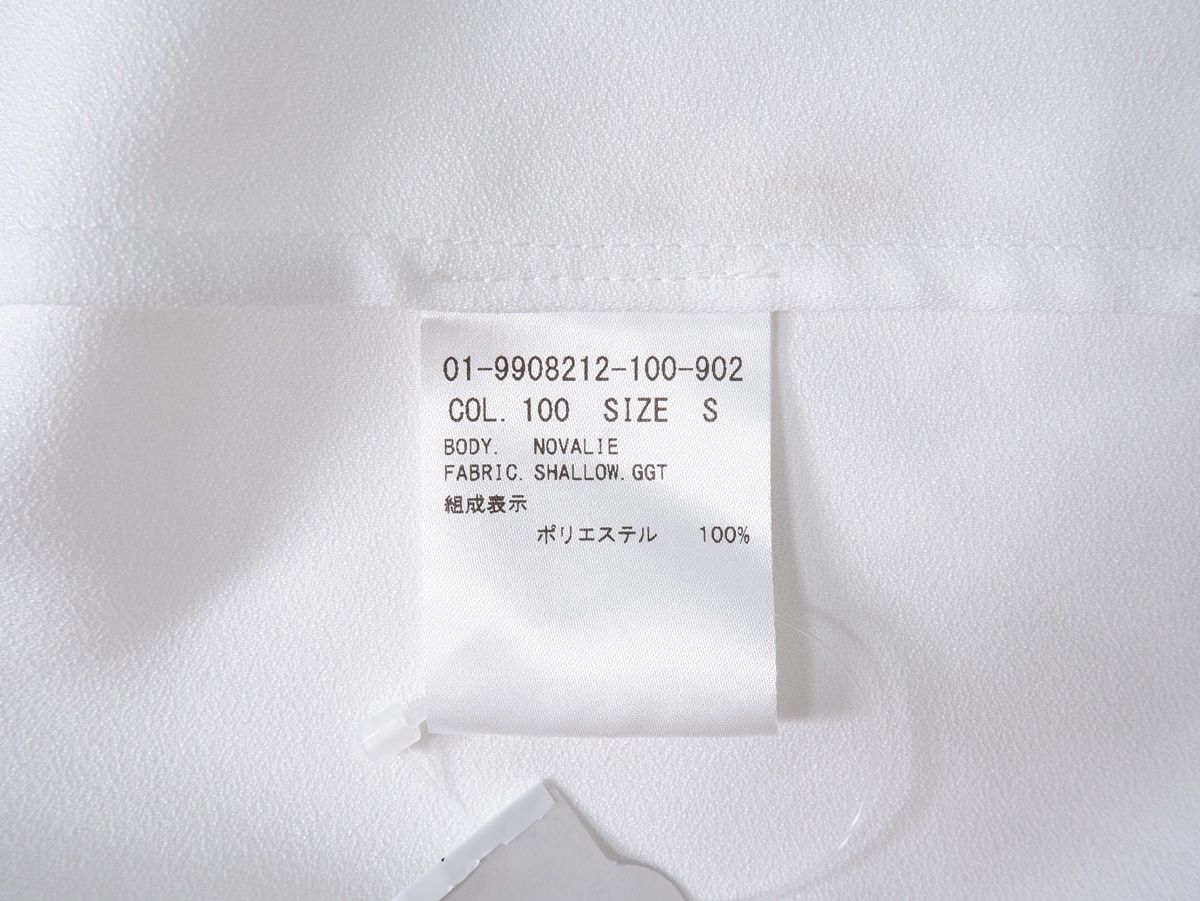 01-9908212-100-902
COL. 100 SIZE S
BODY. NOVALIE
FABRIC. SHALLOW.GGT
組成表示
ポリエステル 100%